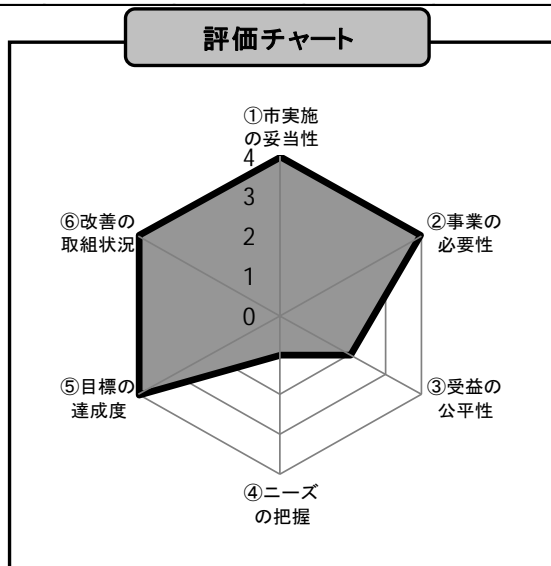 評価チャート
①市実施
の妥当性
4
3
2
1
0
②事業の
必要性
③受益の
公平性
④ニーズ
の把握
⑤目標の
達成度
⑥改善の
取組状況